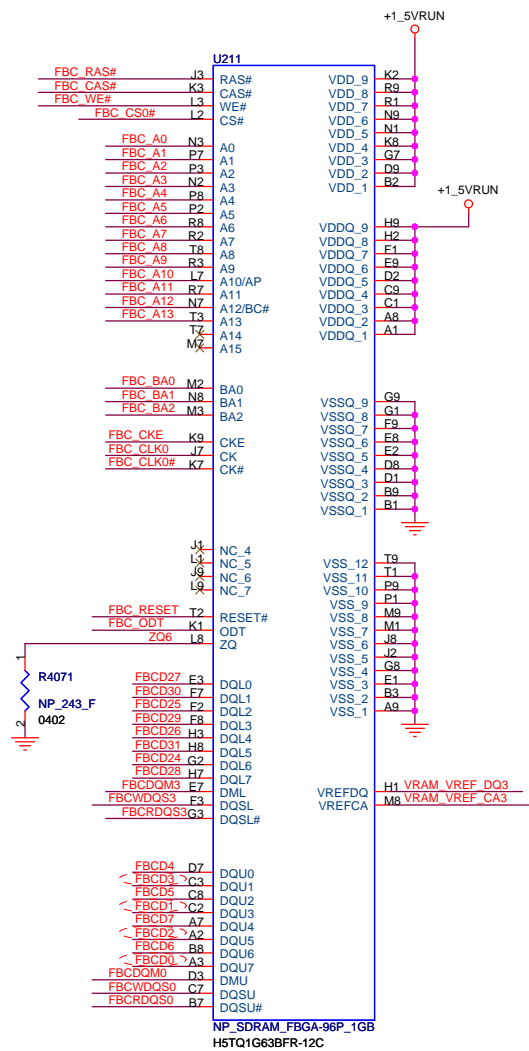 +1_5VRUN
U211
FBC_RAS# J3 RAS# VDD_9 K2
FBC_CAS# K3 CAS# VDD_8 R9
FBC_WE# L3 WE# VDD_7 R1
FBC_CS0# L2 CS# VDD_6 N9
VDD_5 N1
FBC_A0 N3 A0 VDD_4 K8
FBC_A1 P7 A1 VDD_3 G7
FBC_A2 P3 A2 VDD_2 D9
FBC_A3 N2 A3 VDD_1 B2
FBC_A4 P8 A4 +1_5VRUN
FBC_A5 P2 A5
FBC_A6 R8 A6 VDDQ_9 H9
FBC_A7 R2 A7 VDDQ_8 H2
FBC_A8 T8 A8 VDDQ_7 F1
FBC_A9 R3 A9 VDDQ_6 E9
FBC_A10 L7 A10/AP VDDQ_5 D2
FBC_A11 R7 A11 VDDQ_4 C9
FBC_A12 N7 A12/BC# VDDQ_3 C1
FBC_A13 T3 A13 VDDQ_2 A8
T7 A14 VDDQ_1 A1
M7 A15
FBC_BA0 M2 BA0 VSSQ_9 G9
FBC_BA1 N8 BA1 VSSQ_8 G1
FBC_BA2 M3 BA2 VSSQ_7 F9
FBC_CKE K9 CKE VSSQ_6 E8
FBC_CLK0 J7 CK VSSQ_5 E2
FBC_CLK0# K7 CK# VSSQ_4 D8
VSSQ_3 D1
VSSQ_2 B9
VSSQ_1 B1
J1 NC_4
L1 NC_5 VSS_12 T9
J9 NC_6 VSS_11 T1
L9 NC_7 VSS_10 P9
VSS_9 P1
FBC_RESET T2 RESET# VSS_8 M9
FBC_ODT K1 ODT VSS_7 M1
ZQ6 L8 ZQ VSS_6 J8
1 VSS_5 J2
R4071 VSS_4 G8
FBCD27 E3 DQL0 VSS_3 E1
NP_243_F FBCD30 F7 DQL1 VSS_2 B3
FBCD25 F2 DQL2 VSS_1 A9
2 0402 FBCD29 F8 DQL3
FBCD26 H3 DQL4
FBCD31 H8 DQL5
FBCD24 G2 DQL6
FBCD28 H7 DQL7
FBCDQM3 E7 DML VREFDQ H1 VRAM_VREF_DQ3
FBCWDQS3 F3 DQSL VREFCA M8 VRAM_VREF_CA3
FBCRDQS3 G3 DQSL#
FBCD4 D7 DQU0
FBCD3 C3 DQU1
FBCD5 C8 DQU2
FBCD1 C2 DQU3
FBCD7 A7 DQU4
FBCD2 A2 DQU5
FBCD6 B8 DQU6
FBCD0 A3 DQU7
FBCDQM0 D3 DMU
FBCWDQS0 C7 DQSU
FBCRDQS0 B7 DQSU#
NP_SDRAM_FBGA-96P_1GB
H5TQ1G63BFR-12C